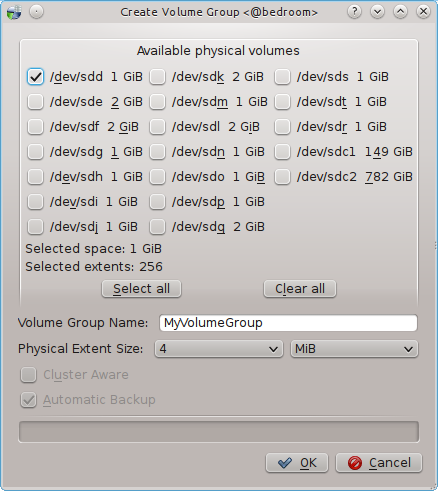 Create Volume Group <@bedroom>
Available physical volumes
/dev/sdd 1 GiB /dev/sdk 2 GiB /dev/sds 1 GiB
/dev/sde 2 GiB /dev/sdm 1 GiB /dev/sdt 1 GiB
/dev/sdf 2 GiB /dev/sdl 2 GiB /dev/sdr 1 GiB
/dev/sdg 1 GiB /dev/sdn 1 GiB /dev/sdc1 149 GiB
/dev/sdh 1 GiB /dev/sdo 1 GiB /dev/sdc2 782 GiB
/dev/sdi 1 GiB /dev/sdp 1 GiB
/dev/sdj 1 GiB /dev/sdq 2 GiB
Selected space: 1 GiB
Selected extents: 256
Select all Clear all
Volume Group Name: MyVolumeGroup
Physical Extent Size: 4 MiB
Cluster Aware
Automatic Backup
OK Cancel